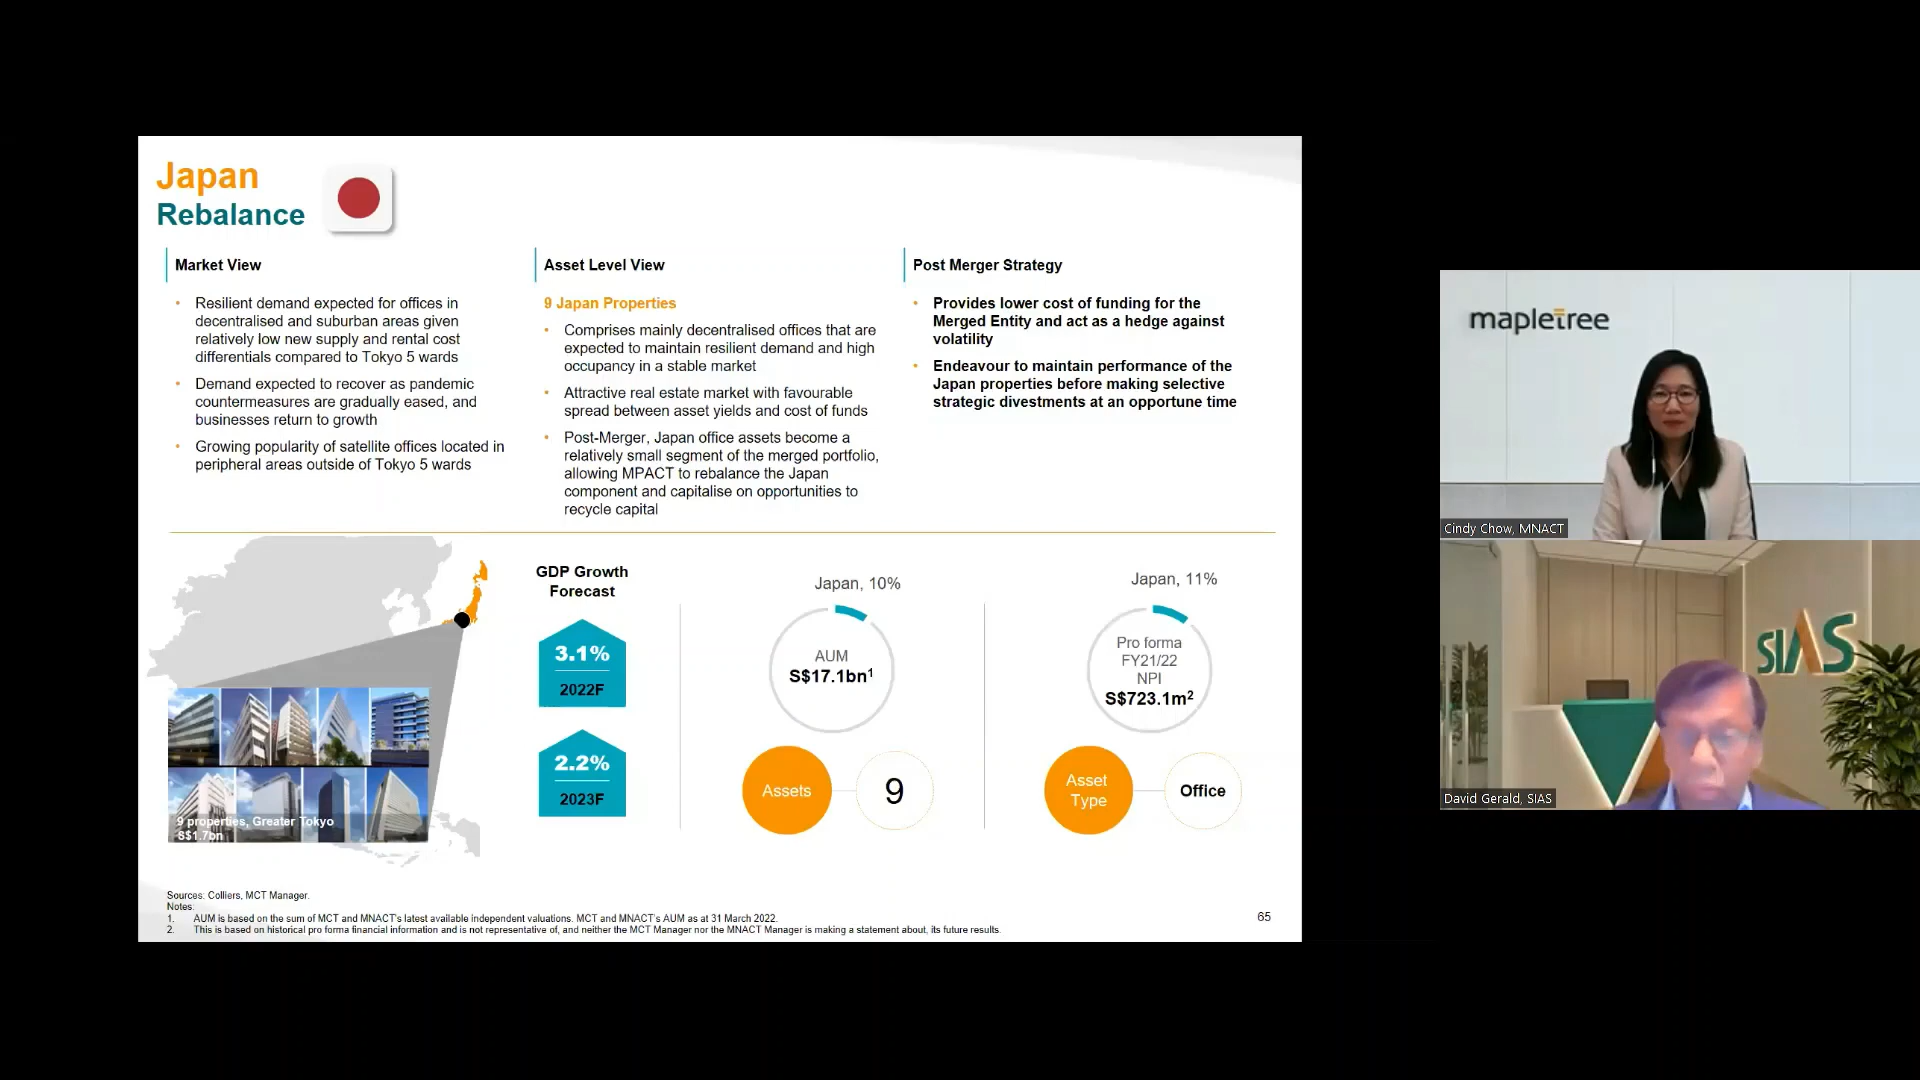 Japan
Rebalance
Market View
• Resilient demand expected for offices in
decentralised and suburban areas given
relatively low new supply and rental cost
differentials compared to Tokyo 5 wards
• Demand expected to recover as pandemic
countermeasures are gradually eased, and
businesses return to growth
• Growing popularity of satellite offices located in
peripheral areas outside of Tokyo 5 wards
Asset Level View
9 Japan Properties
• Comprises mainly decentralised offices that are
expected to maintain resilient demand and high
occupancy in a stable market
• Attractive real estate market with favourable
spread between asset yields and cost of funds
• Post-Merger, Japan office assets become a
relatively small segment of the merged portfolio,
allowing MPACT to rebalance the Japan
component and capitalise on opportunities to
recycle capital
Post Merger Strategy
• Provides lower cost of funding for the
Merged Entity and act as a hedge against
volatility
• Endeavour to maintain performance of the
Japan properties before making selective
strategic divestments at an opportune time
9 properties, Greater Tokyo
S$1.7bn
GDP Growth
Forecast
3.1%
2022F
2.2%
2023F
Japan, 10%
AUM
S$17.1bn1
Assets
9
Japan, 11%
Pro forma
FY21/22
NPI
S$723.1m2
Asset
Type
Office
Sources: Colliers, MCT Manager.
Notes:
1. AUM is based on the sum of MCT and MNACT's latest available independent valuations. MCT and MNACT's AUM as at 31 March 2022.
2. This is based on historical pro forma financial information and is not representative of, and neither the MCT Manager nor the MNACT Manager is making a statement about, its future results.
65
mapletree
Cindy Chow, MNACT
SIAS
David Gerald, SIAS